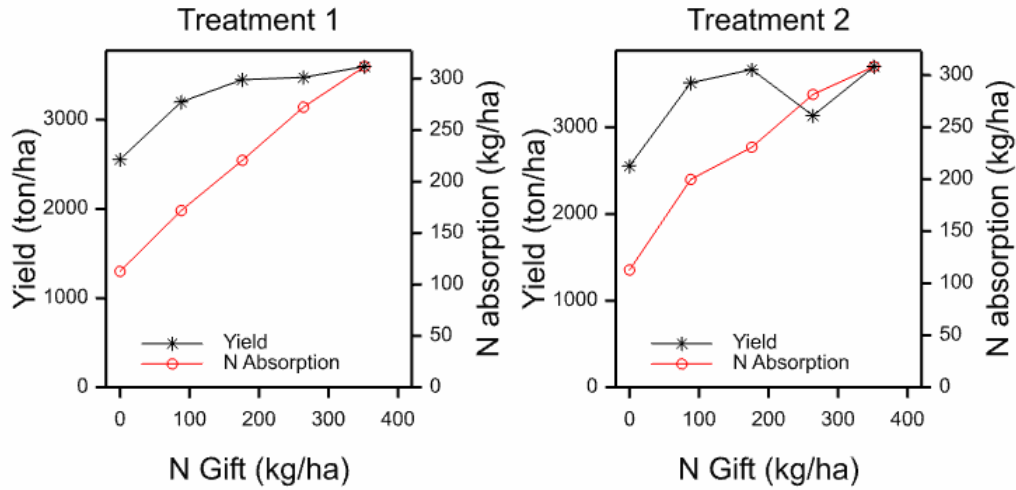 Treatment 1
Yield (ton/ha)
3000
2000
1000
0
300
250
200
150
100
50
0
N absorption (kg/ha)
Yield
N Absorption
0 100 200 300 400
N Gift (kg/ha)
Treatment 2
Yield (ton/ha)
3000
2000
1000
0
300
250
200
150
100
50
0
N absorption (kg/ha)
Yield
N Absorption
0 100 200 300 400
N Gift (kg/ha)